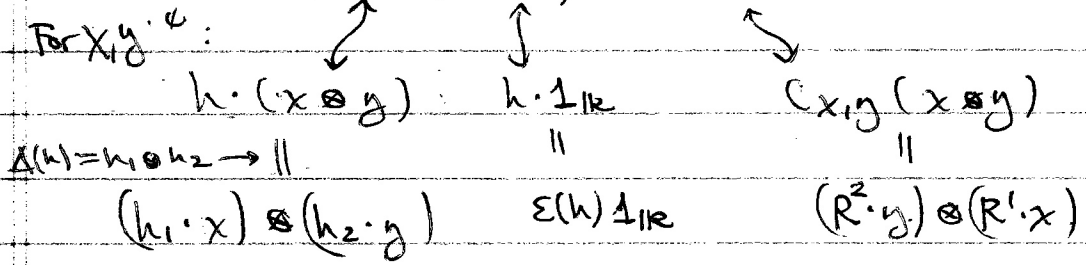 For X, Y :
h · (x ⊗ y) h · 1_𝕜 C_{X,Y} (x ⊗ y)
Δ(h) = h₁ ⊗ h₂ → || || ||
(h₁ · x) ⊗ (h₂ · y) ε(h) 1_𝕜 (R² · y) ⊗ (R¹ · x)